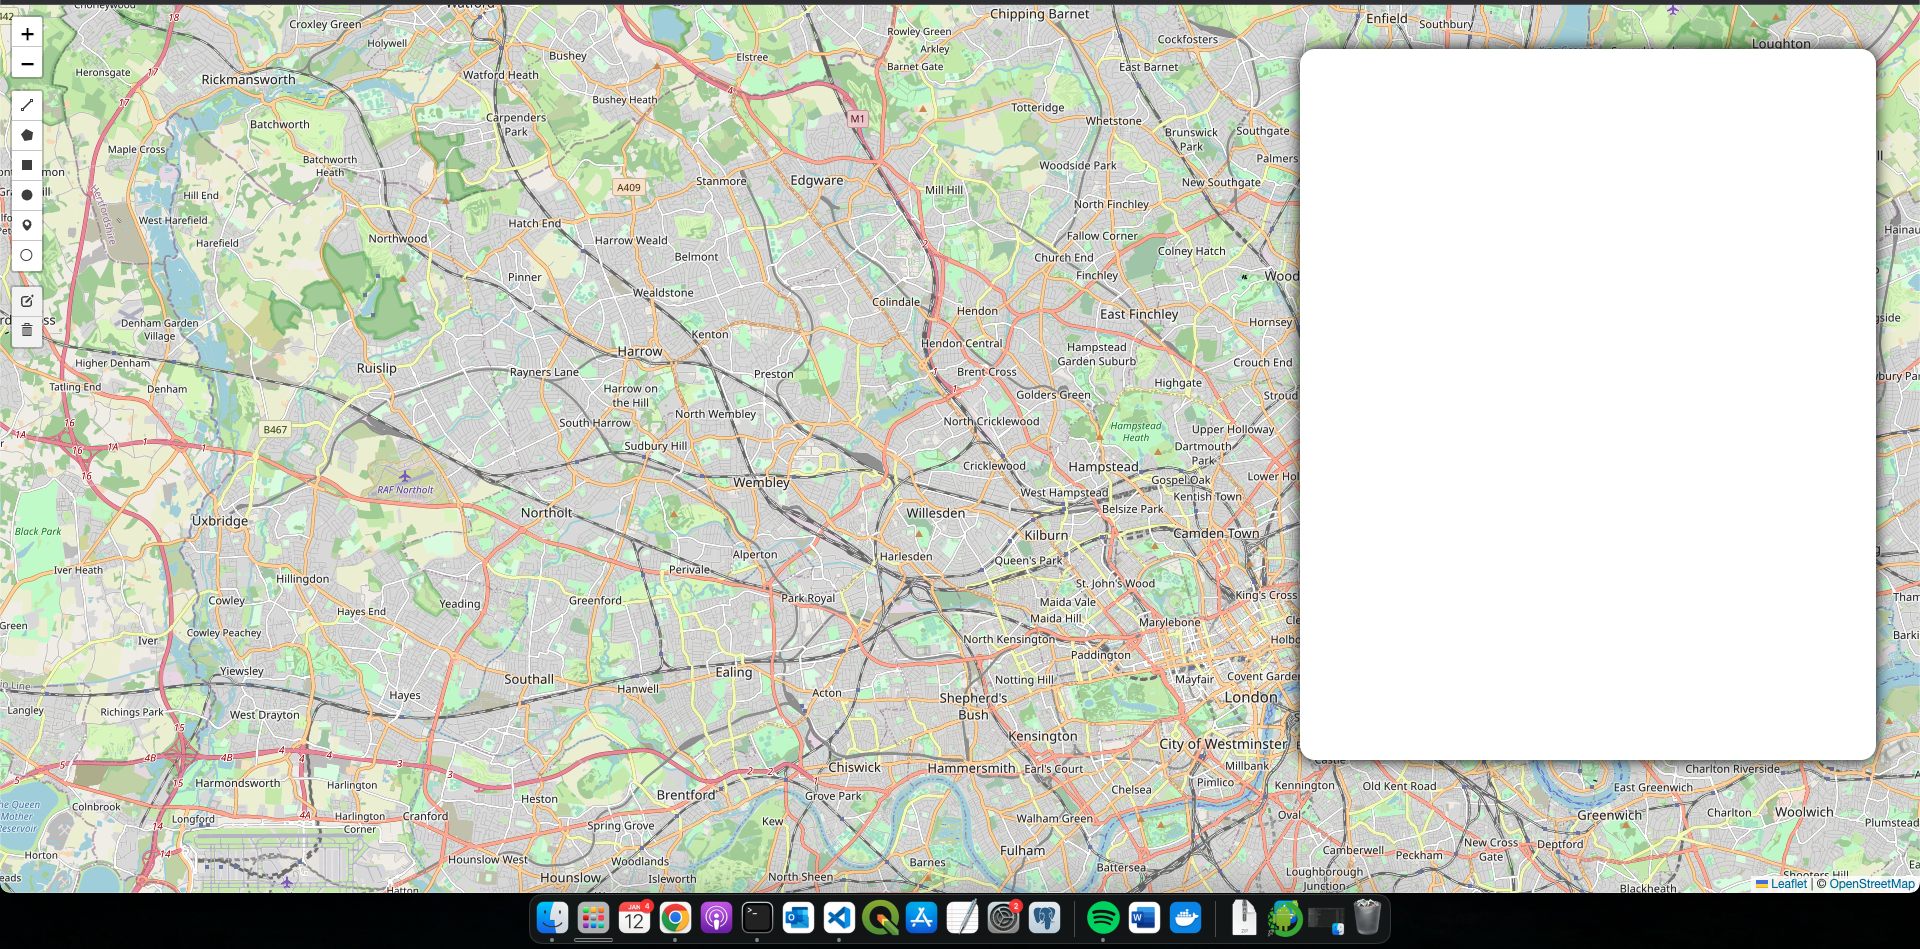 Watford
Chipping Barnet
Enfield
Southbury
Croxley Green
Rowley Green
Arkley
Cockfosters
Loughton
Holywell
Bushey
Elstree
Barnet Gate
East Barnet
Heronsgate
Rickmansworth
Watford Heath
Bushey Heath
Totteridge
Whetstone
Batchworth
Carpenders
Park
M1
Brunswick
Park
Southgate
Maple Cross
Batchworth
Heath
Woodside Park
Palmers
Stanmore
Edgware
Mill Hill
New Southgate
A409
Hill End
West Harefield
Hertfordshire
North Finchley
Hatch End
Harrow Weald
Fallow Corner
Harefield
Northwood
Belmont
Church End
Colney Hatch
Hainau
Pinner
Finchley
Wood
Wealdstone
Colindale
Hendon
East Finchley
Denham Garden
Village
Kenton
Hornsey
Hendon Central
Hampstead
Garden Suburb
Harrow
Higher Denham
Ruislip
Rayners Lane
Preston
Brent Cross
Crouch End
Tatling End
Denham
Harrow on
the Hill
Golders Green
Highgate
Stroud
North Wembley
South Harrow
North Cricklewood
Hampstead
Heath
Upper Holloway
B467
Sudbury Hill
Dartmouth
Park
Cricklewood
Hampstead
Lower Hol
RAF Northolt
Wembley
West Hampstead
Gospel Oak
Kentish Town
Northolt
Willesden
Belsize Park
Uxbridge
Kilburn
Camden Town
Black Park
Alperton
Harlesden
Queen's Park
Iver Heath
Hillingdon
Perivale
St. John's Wood
Cowley
Yeading
Greenford
Park Royal
Maida Vale
King's Cross
Hayes End
Maida Hill
Marylebone
Green
Iver
Cowley Peachey
North Kensington
Paddington
Yiewsley
Southall
Hanwell
Ealing
Notting Hill
Mayfair
Covent Garden
Hayes
Acton
Shepherd's
Bush
London
Langley
Richings Park
West Drayton
Kensington
City of Westminster
Harmondsworth
Harlington
Chiswick
Hammersmith
Earl's Court
Millbank
Charlton Riverside
Colnbrook
Heston
Brentford
Grove Park
Chelsea
Pimlico
Kennington
Old Kent Road
East Greenwich
The Queen
Mother
Reservoir
Longford
Harlington
Corner
Cranford
Spring Grove
Kew
Walham Green
Oval
Greenwich
Charlton
Woolwich
Plumstead
Horton
Hounslow West
Woodlands
Barnes
Fulham
Battersea
Camberwell
Peckham
New Cross
Gate
Deptford
Hatton
Hounslow
Isleworth
North Sheen
Loughborough
Junction
Blackheath
Shooters Hill
Leaflet | © OpenStreetMap
JAN
12
4
2